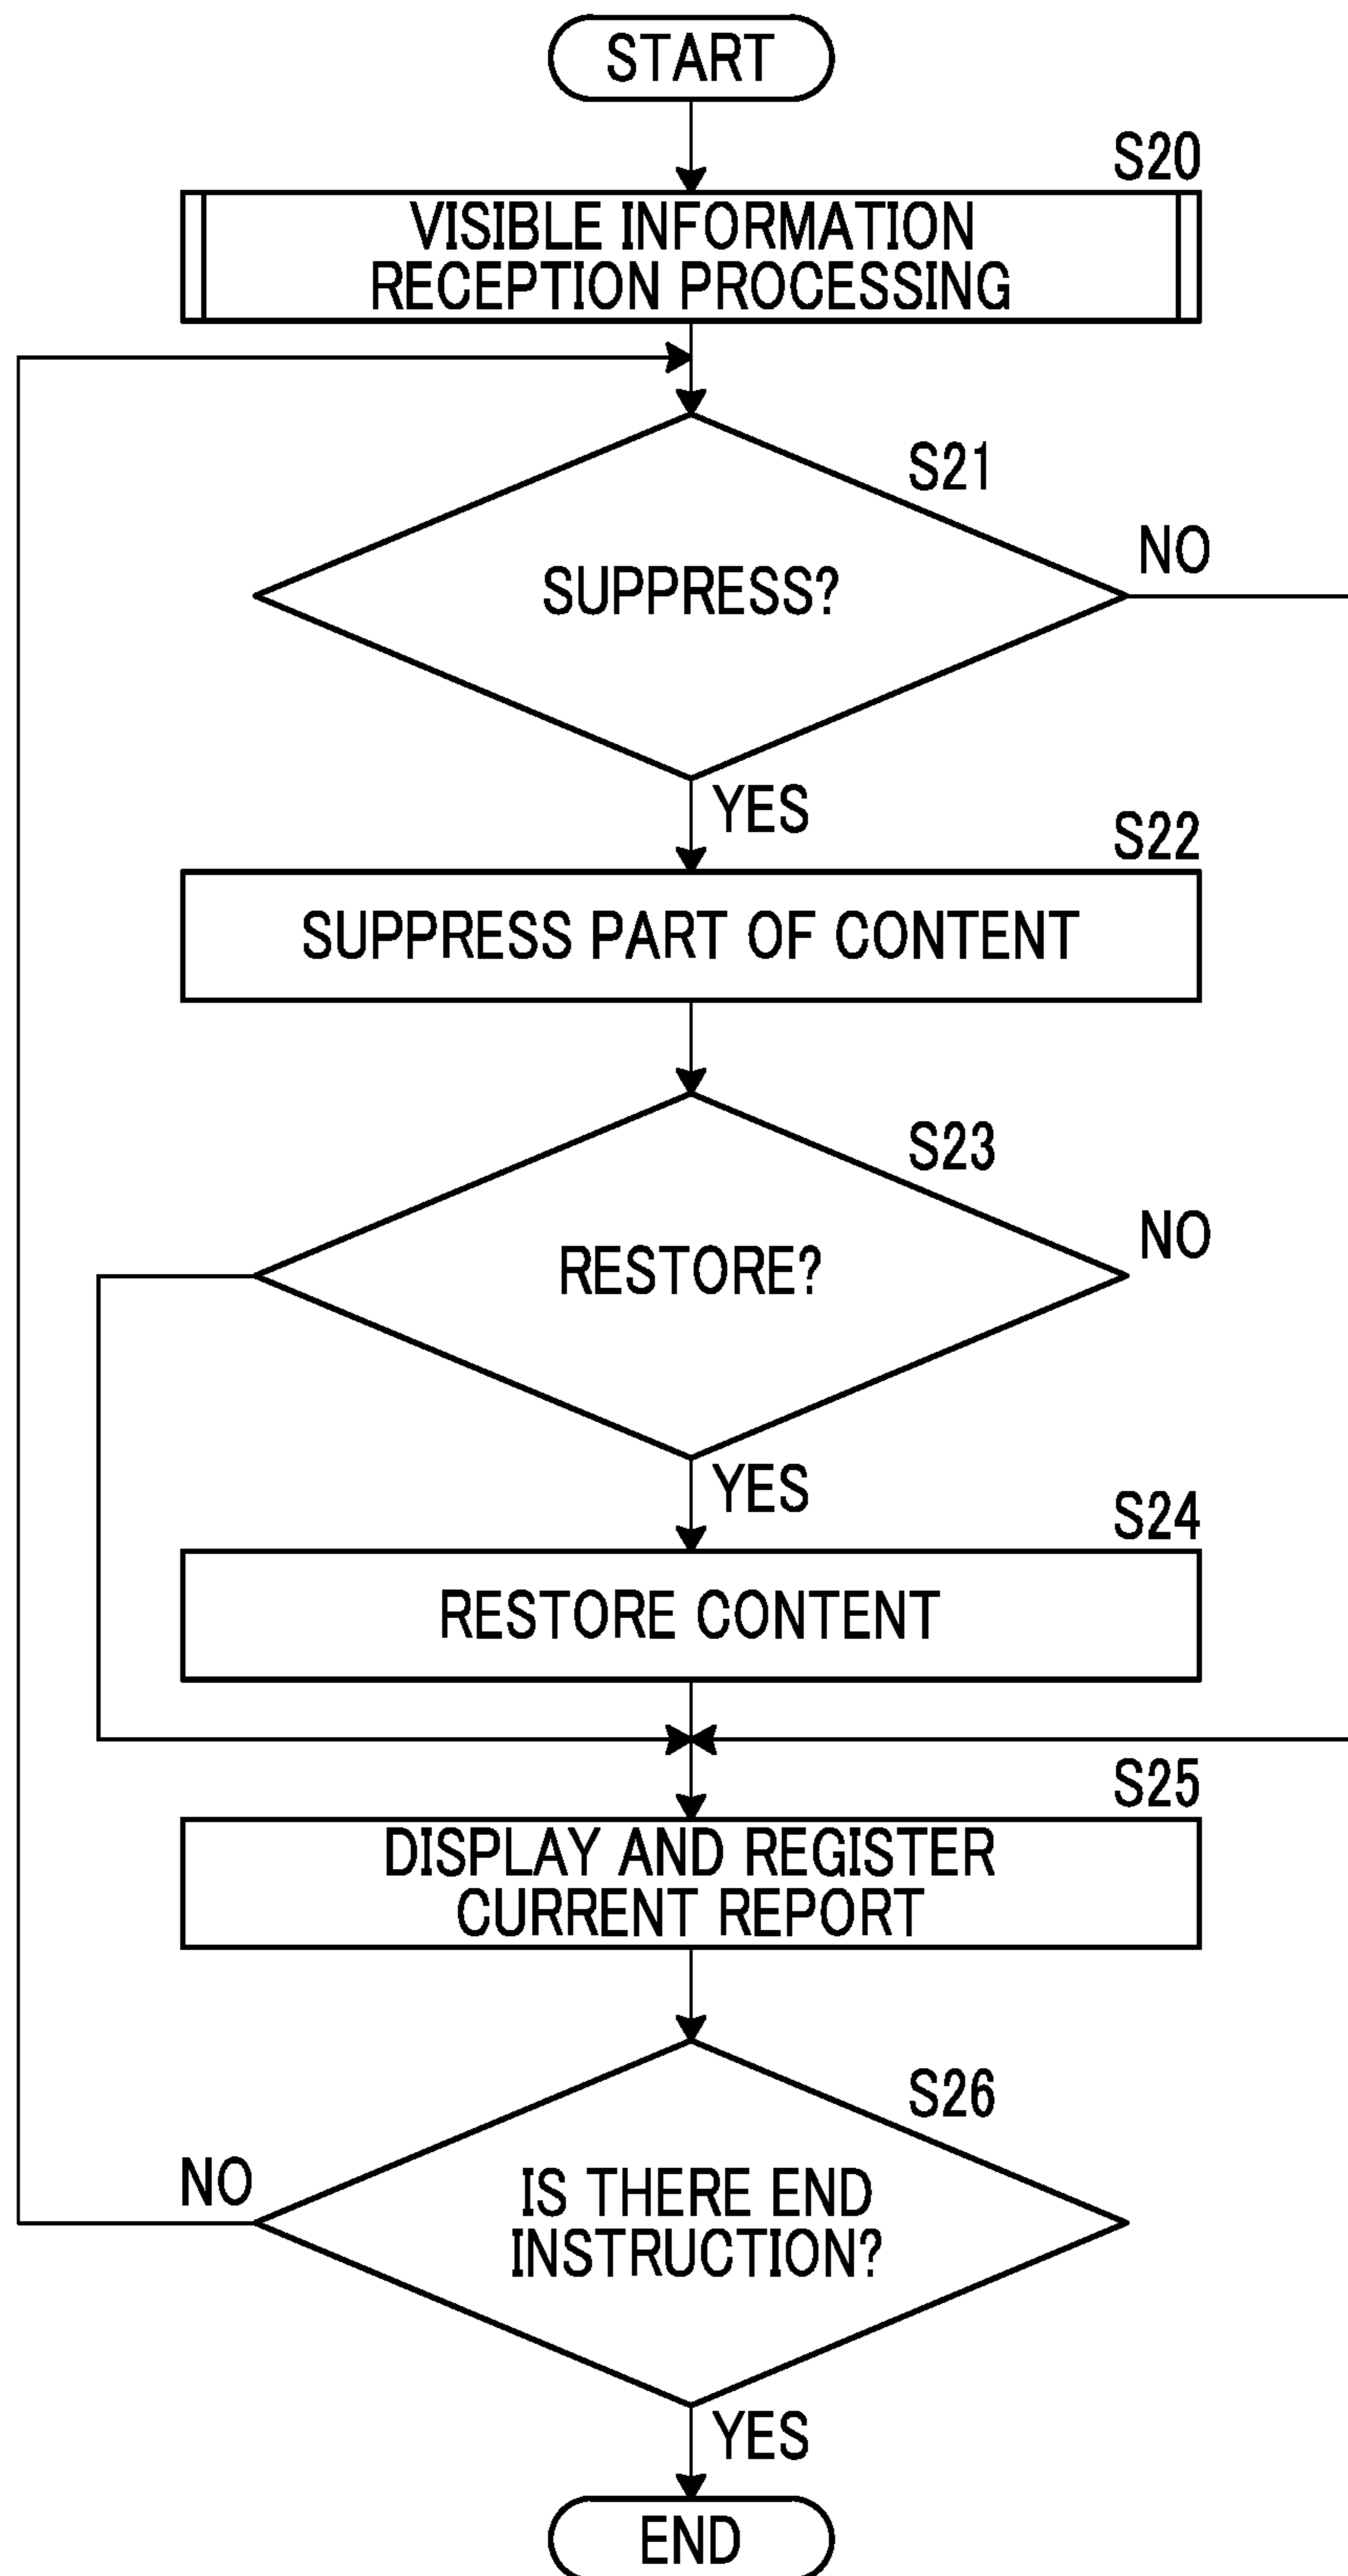 START
S20
VISIBLE INFORMATION
RECEPTION PROCESSING
S21
SUPPRESS?
NO
YES
S22
SUPPRESS PART OF CONTENT
S23
RESTORE?
NO
YES
S24
RESTORE CONTENT
S25
DISPLAY AND REGISTER
CURRENT REPORT
S26
IS THERE END
INSTRUCTION?
NO
YES
END